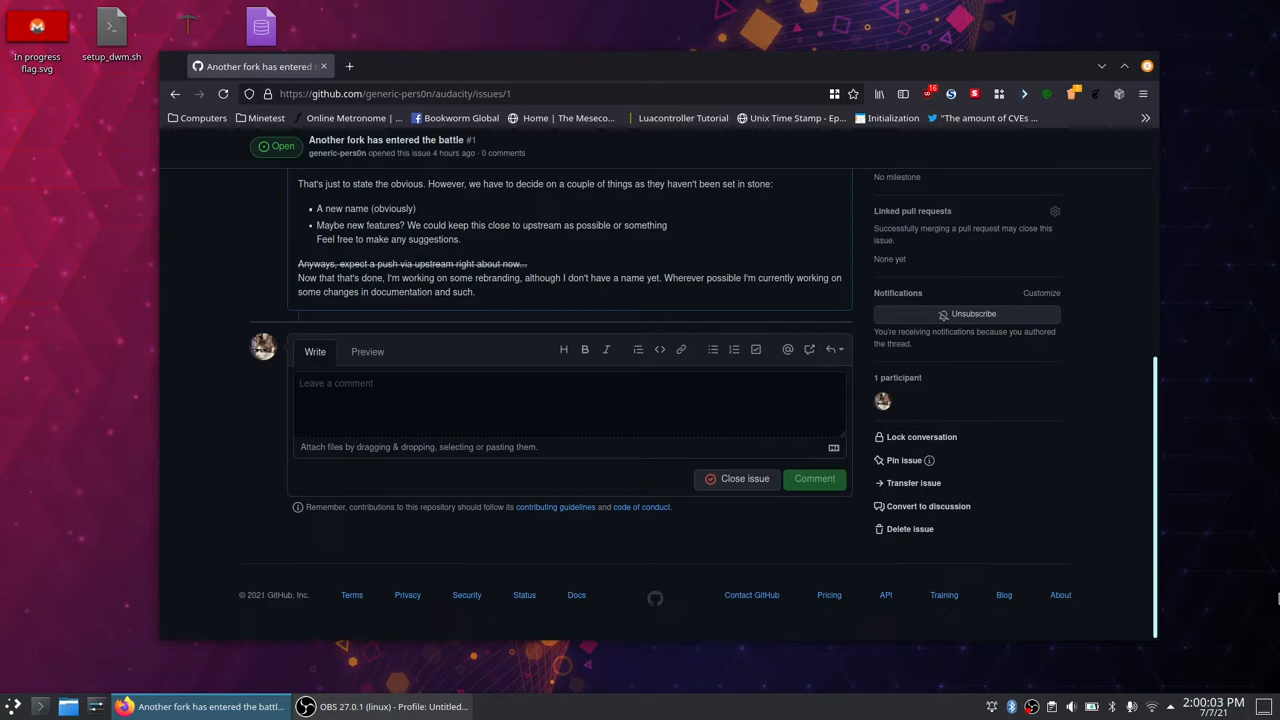 In progress
flag.svg
setup_dwm.sh
Another fork has entered t
https://github.com/generic-pers0n/audacity/issues/1
16
Computers
Minetest
Online Metronome | ...
Bookworm Global
Home | The Meseco...
Luacontroller Tutorial
Unix Time Stamp - Ep...
Initialization
"The amount of CVEs ...
Open
Another fork has entered the battle #1
generic-pers0n opened this issue 4 hours ago · 0 comments
That's just to state the obvious. However, we have to decide on a couple of things as they haven't been set in stone:
• A new name (obviously)
• Maybe new features? We could keep this close to upstream as possible or something
Feel free to make any suggestions.
Anyways, expect a push via upstream right about now...
Now that that's done, I'm working on some rebranding, although I don't have a name yet. Wherever possible I'm currently working on
some changes in documentation and such.
Write
Preview
Leave a comment
Attach files by dragging & dropping, selecting or pasting them.
Close issue
Comment
Remember, contributions to this repository should follow its contributing guidelines and code of conduct.
No milestone
Linked pull requests
Successfully merging a pull request may close this
issue.
None yet
Notifications
Customize
Unsubscribe
You're receiving notifications because you authored
the thread.
1 participant
Lock conversation
Pin issue
Transfer issue
Convert to discussion
Delete issue
© 2021 GitHub, Inc.
Terms
Privacy
Security
Status
Docs
Contact GitHub
Pricing
API
Training
Blog
About
Another fork has entered the battl...
OBS 27.0.1 (linux) - Profile: Untitled...
2:00:03 PM
7/7/21